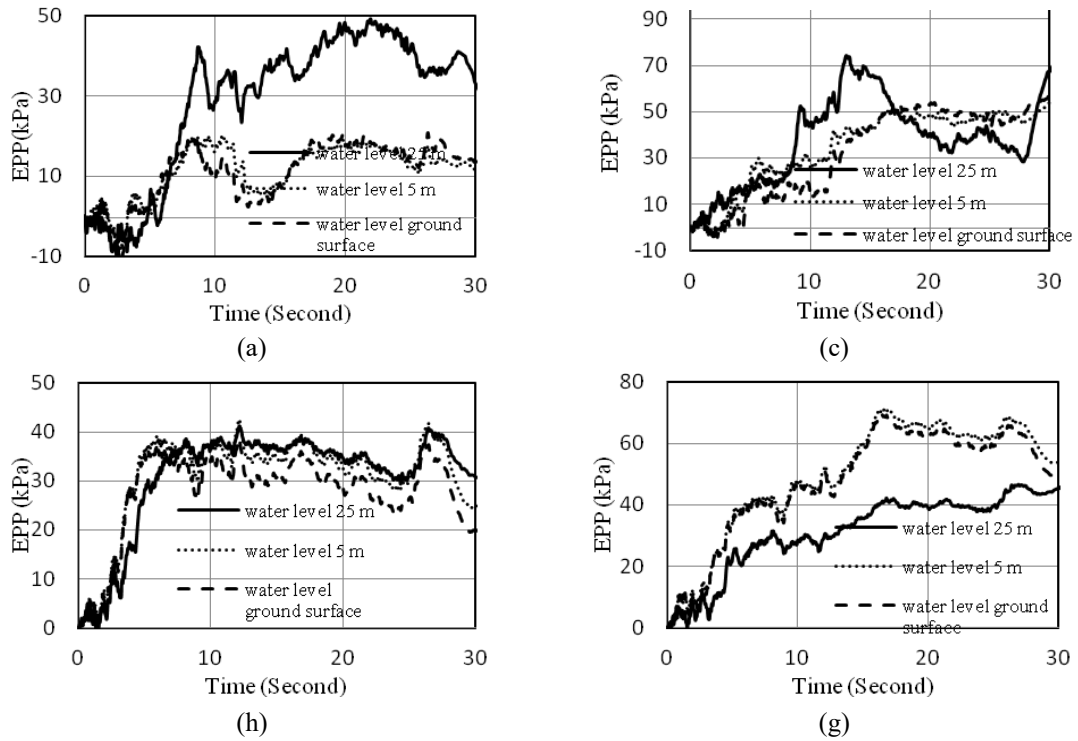 50
30
10
-10
EPP(kPa)
water level 25 m
water level 5 m
water level ground
surface
0
10
20
30
Time (Second)
(a)
90
70
50
30
10
-10
EPP (kPa)
water level 25 m
water level 5 m
water level ground surface
0
10
20
30
Time (Second)
(c)
50
40
30
20
10
0
EPP (kPa)
water level 25 m
water level 5 m
water level
ground surface
0
10
20
30
Time (Second)
(h)
80
60
40
20
0
EPP (kPa)
water level 25 m
water level 5 m
water level ground
surface
0
10
20
30
Time (Second)
(g)